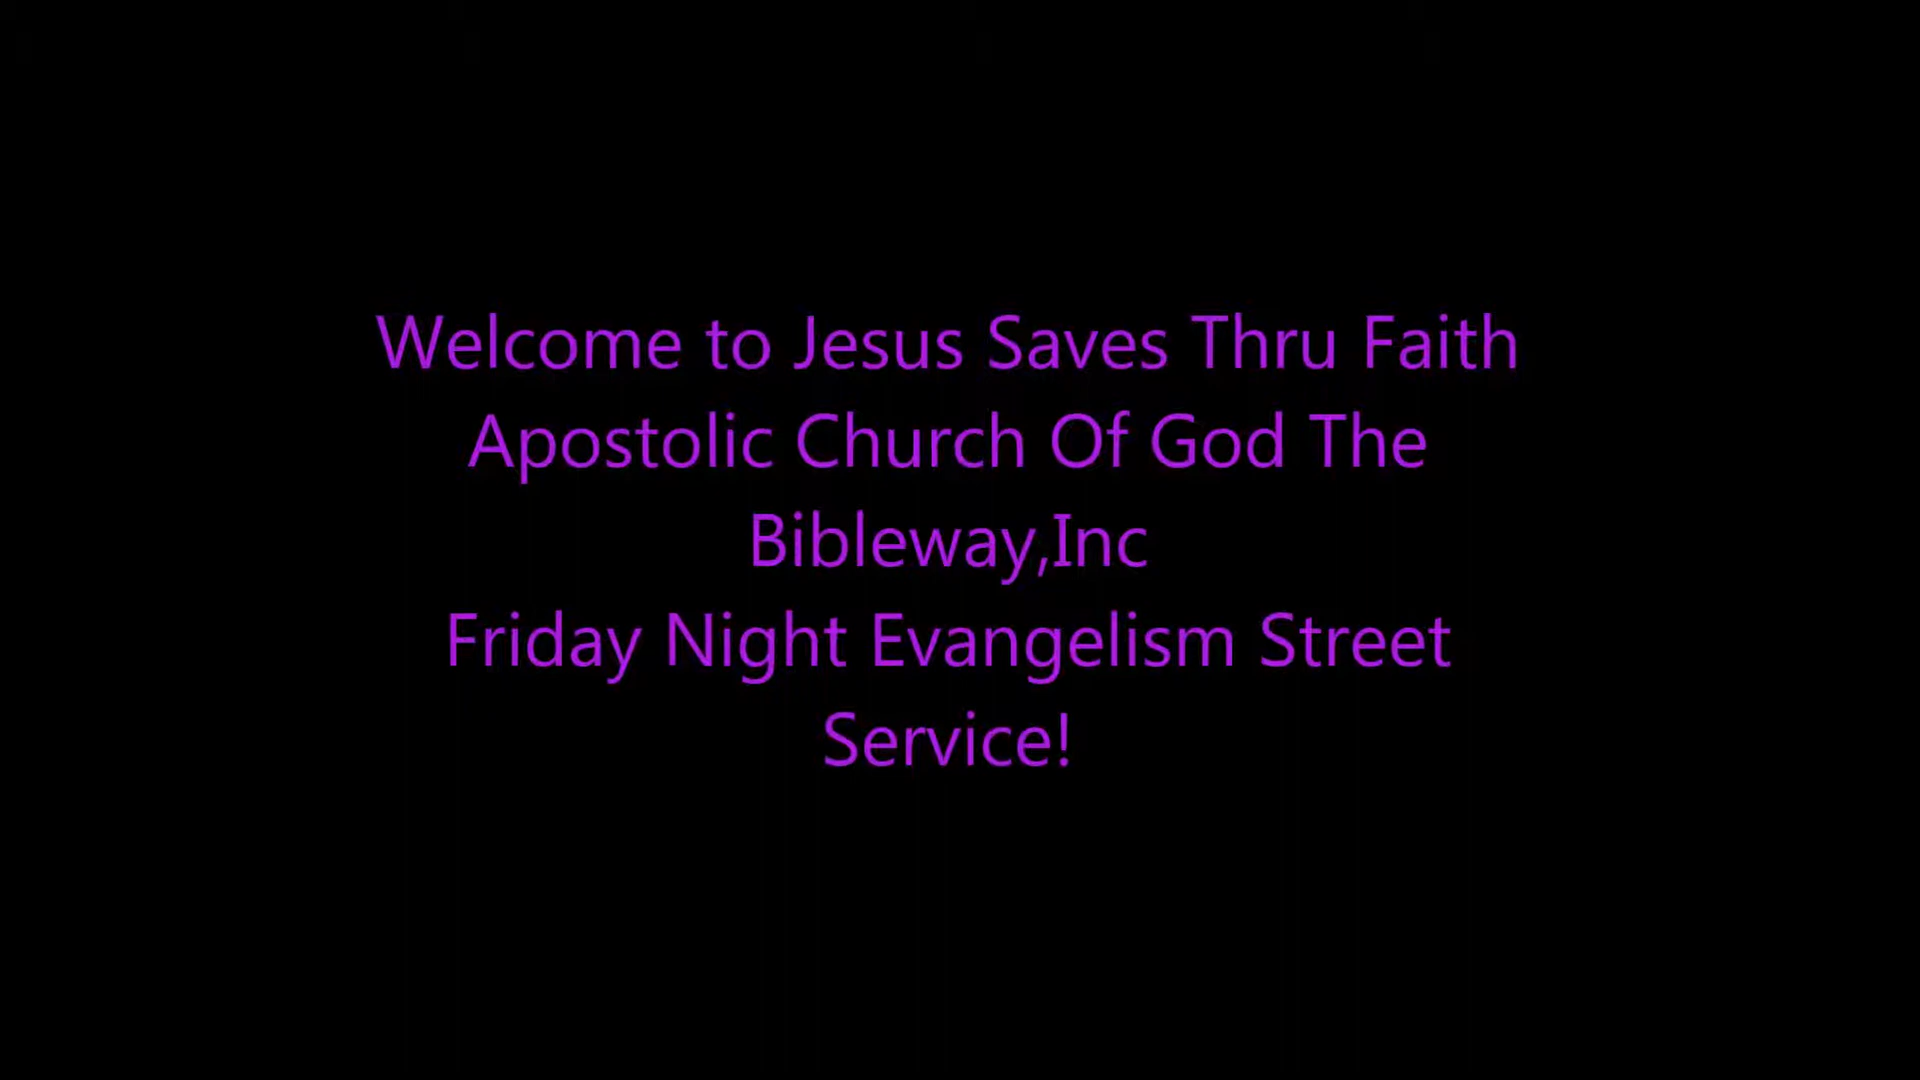 Welcome to Jesus Saves Thru Faith
Apostolic Church Of God The
Bibleway,Inc
Friday Night Evangelism Street
Service!